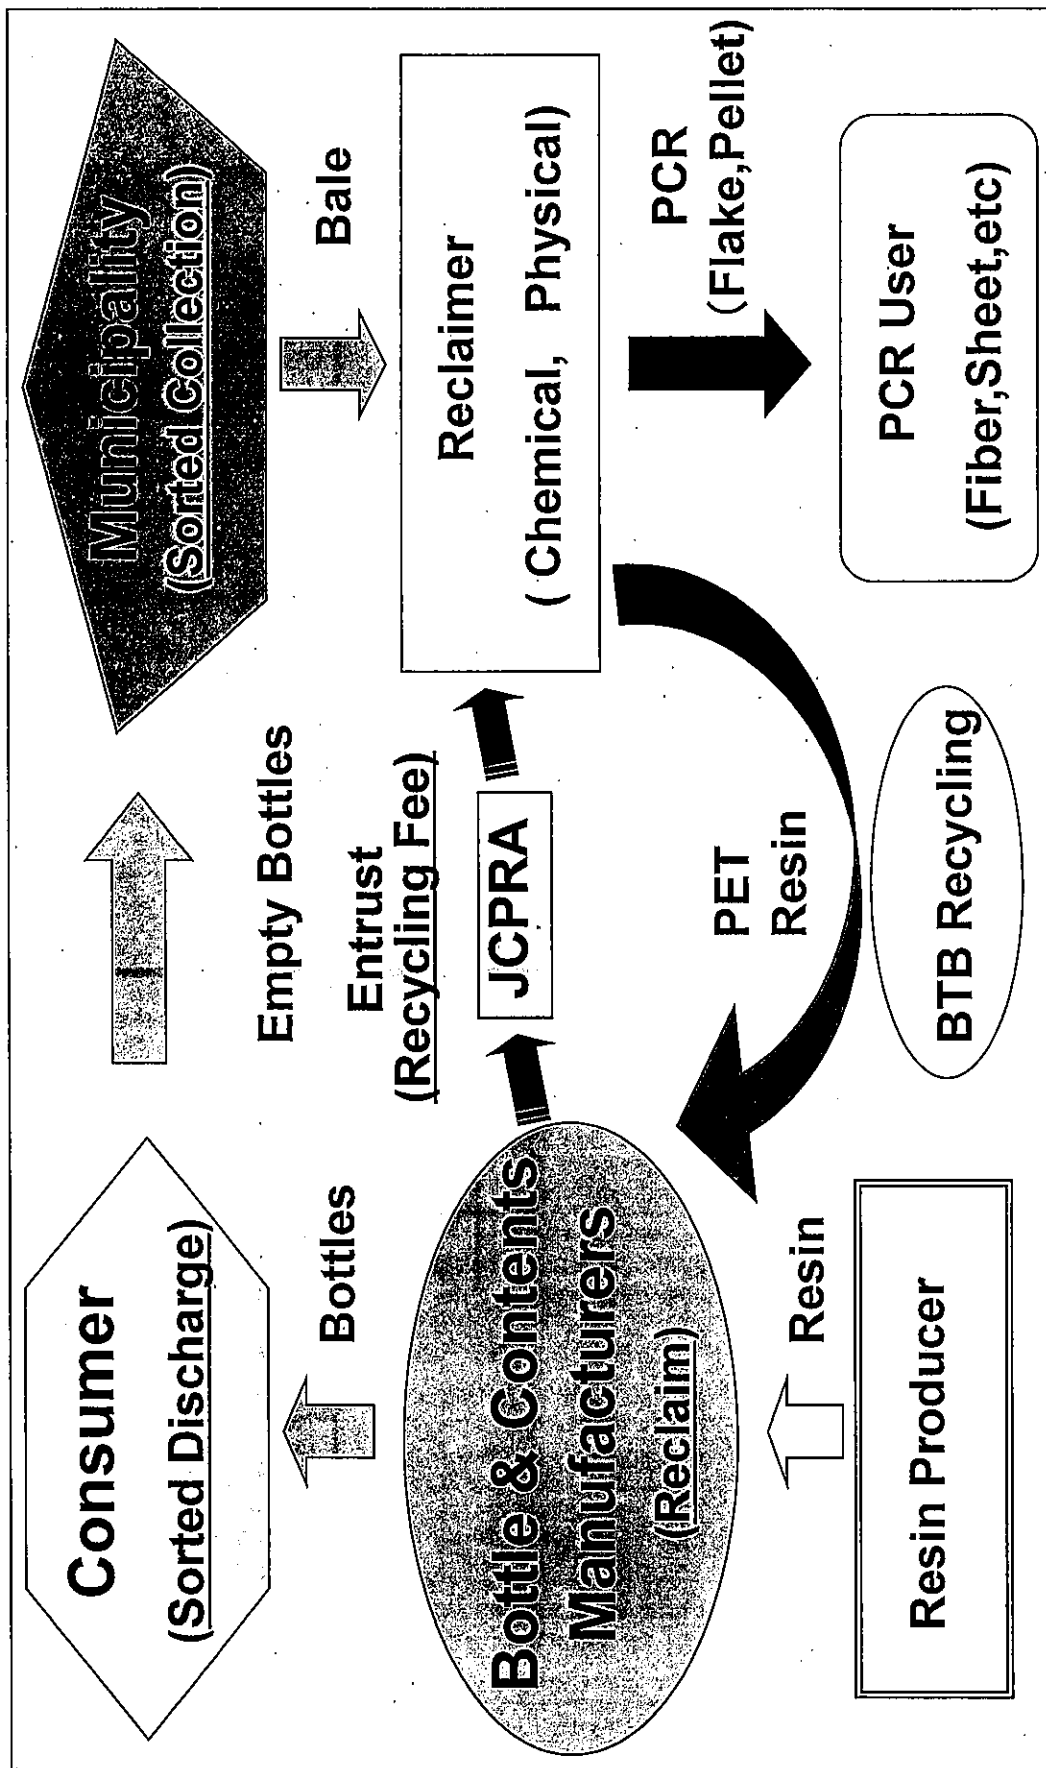 Consumer
(Sorted Discharge)
Municipality
(Sorted Collection)
Empty Bottles
Bottles
Bale
Entrust
(Recycling Fee)
JCPRA
Bottle & Contents
Manufacturers
(Reclaim)
Reclaimer
( Chemical, Physical)
PET
Resin
PCR
(Flake,Pellet)
Resin
Resin Producer
BTB Recycling
PCR User
(Fiber,Sheet,etc)